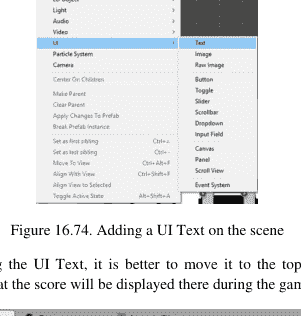 Light
Audio
Video
UI
Particle System
Camera
Center On Children
Make Parent
Clear Parent
Apply Changes To Prefab
Break Prefab Instance
Set as first sibling Ctrl+=
Set as last sibling Ctrl+-
Move To View Ctrl+Alt+F
Align With View Ctrl+Shift+F
Align View to Selected
Toggle Active State Alt+Shift+A
Text
Image
Raw Image
Button
Toggle
Slider
Scrollbar
Dropdown
Input Field
Canvas
Panel
Scroll View
Event System
Figure 16.74. Adding a UI Text on the scene
the UI Text, it is better to move it to the top
at the score will be displayed there during the gam